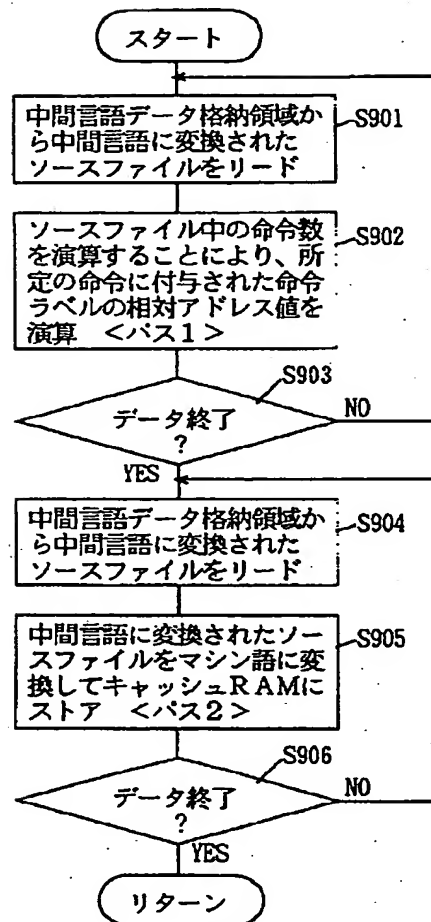 スタート
中間言語データ格納領域か
ら中間言語に変換された
ソースファイルをリード
S901
ソースファイル中の命令数
を演算することにより、所
定の命令に付与された命令
ラベルの相対アドレス値を
演算 <パス1>
S902
S903
データ終了
?
NO
YES
中間言語データ格納領域か
ら中間言語に変換された
ソースファイルをリード
S904
中間言語に変換されたソー
スファイルをマシン語に変
換してキャッシュRAMに
ストア <パス2>
S905
S906
データ終了
?
NO
YES
リターン